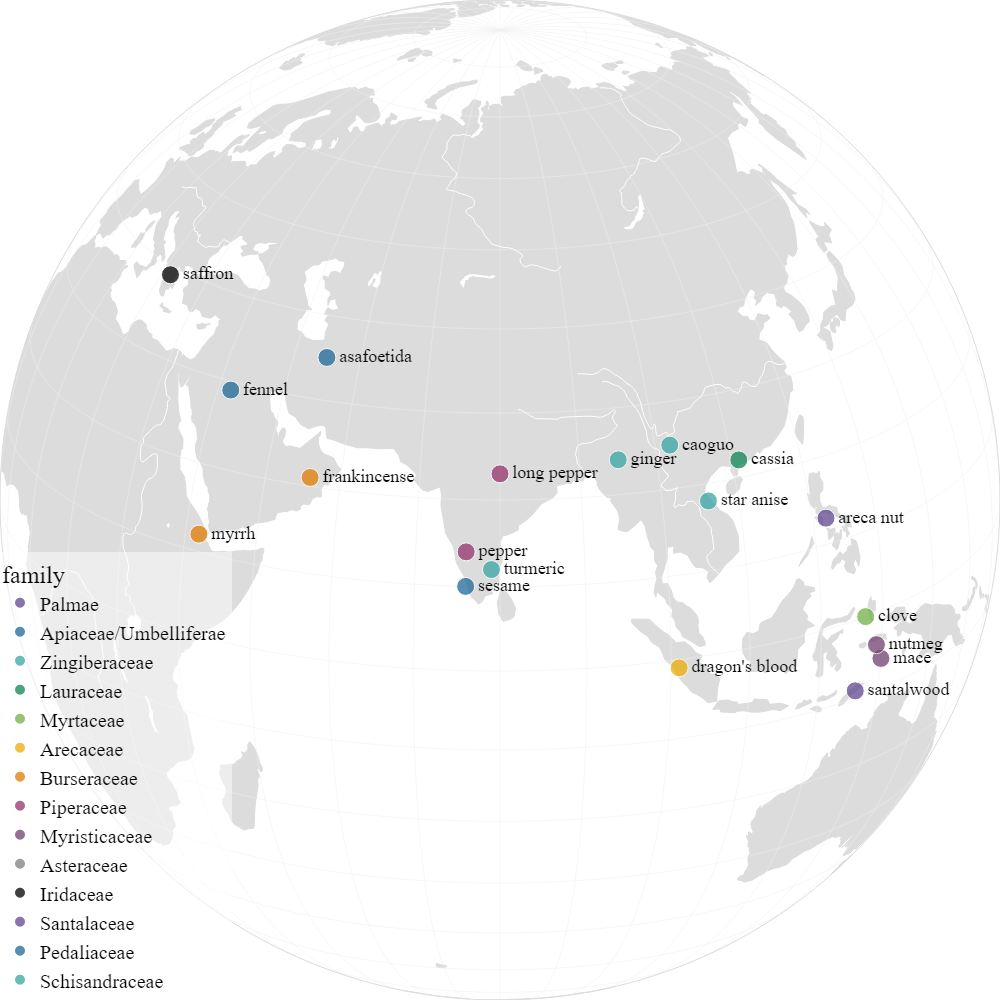 saffron
asafoetida
fennel
caoguo
ginger
cassia
long pepper
frankincense
star anise
areca nut
myrrh
pepper
turmeric
sesame
clove
nutmeg
mace
dragon's blood
santalwood
family
Palmae
Apiaceae/Umbelliferae
Zingiberaceae
Lauraceae
Myrtaceae
Arecaceae
Burseraceae
Piperaceae
Myristicaceae
Asteraceae
Iridaceae
Santalaceae
Pedaliaceae
Schisandraceae